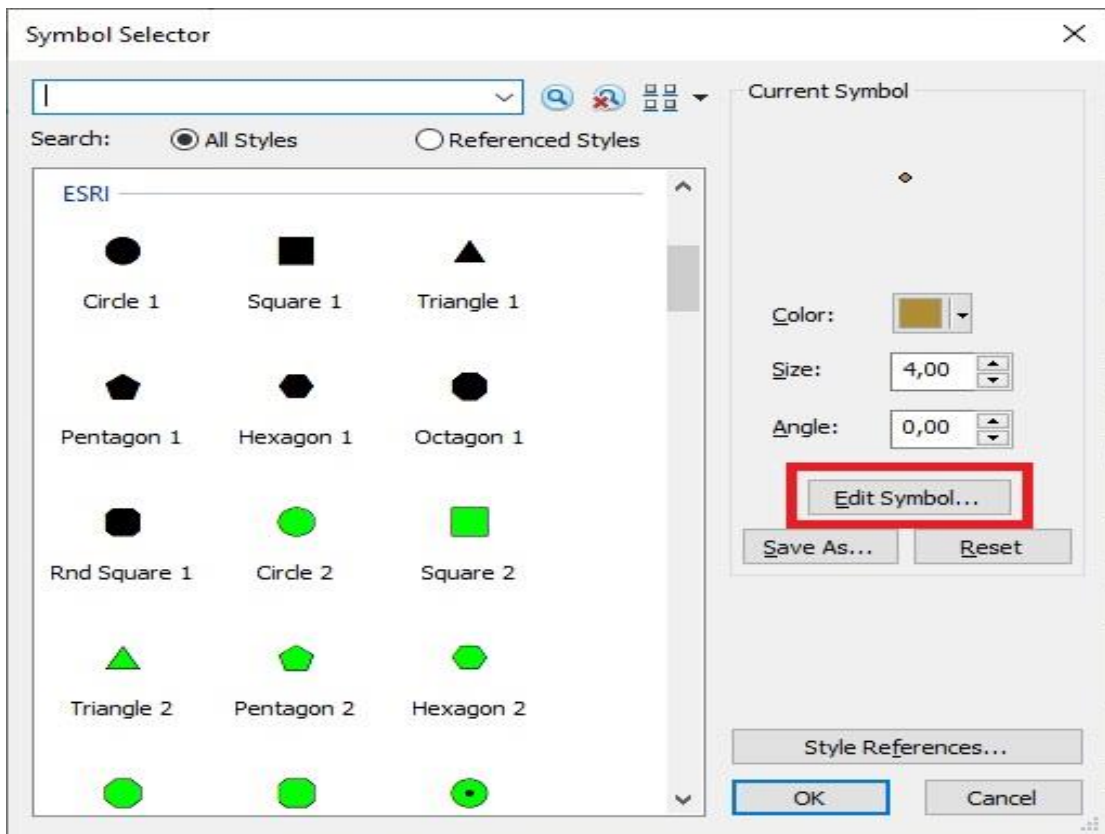 Symbol Selector
Search:
All Styles
Referenced Styles
ESRI
Circle 1
Square 1
Triangle 1
Pentagon 1
Hexagon 1
Octagon 1
Rnd Square 1
Circle 2
Square 2
Triangle 2
Pentagon 2
Hexagon 2
Current Symbol
Color:
Size:
4,00
Angle:
0,00
Edit Symbol...
Save As...
Reset
Style References...
OK
Cancel